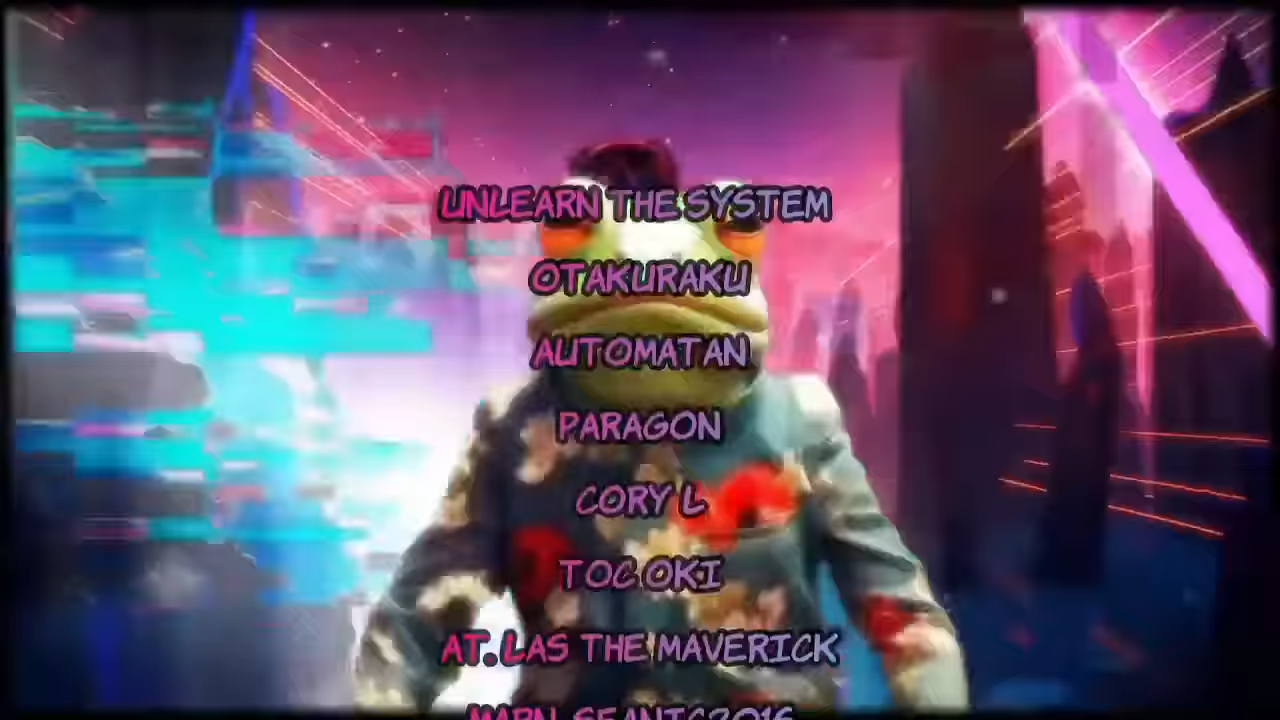 UNLEARN THE SYSTEM
OTAKURAKU
AUTOMATAN
PARAGON
CORY L
TOC OKI
AT.LAS THE MAVERICK